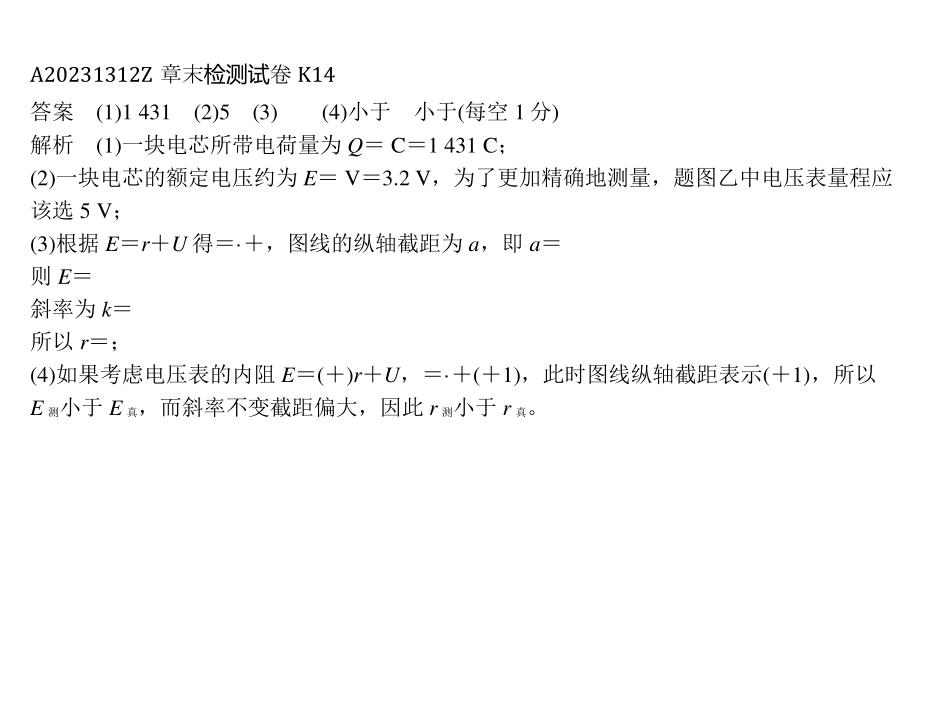 A20231312Z 章末检测试卷 K14
答案　(1)1 431　(2)5　(3)　　(4)小于　小于(每空 1 分)
解析　(1)一块电芯所带电荷量为 Q＝ C＝1 431 C；
(2)一块电芯的额定电压约为 E＝ V＝3.2 V，为了更加精确地测量，题图乙中电压表量程应
该选 5 V；
(3)根据 E＝r＋U 得＝·＋，图线的纵轴截距为 a，即 a＝
则 E＝
斜率为 k＝
所以 r＝；
(4)如果考虑电压表的内阻 E＝(＋)r＋U，＝·＋(＋1)，此时图线纵轴截距表示(＋1)，所以
E 测小于 E 真，而斜率不变截距偏大，因此 r 测小于 r 真。